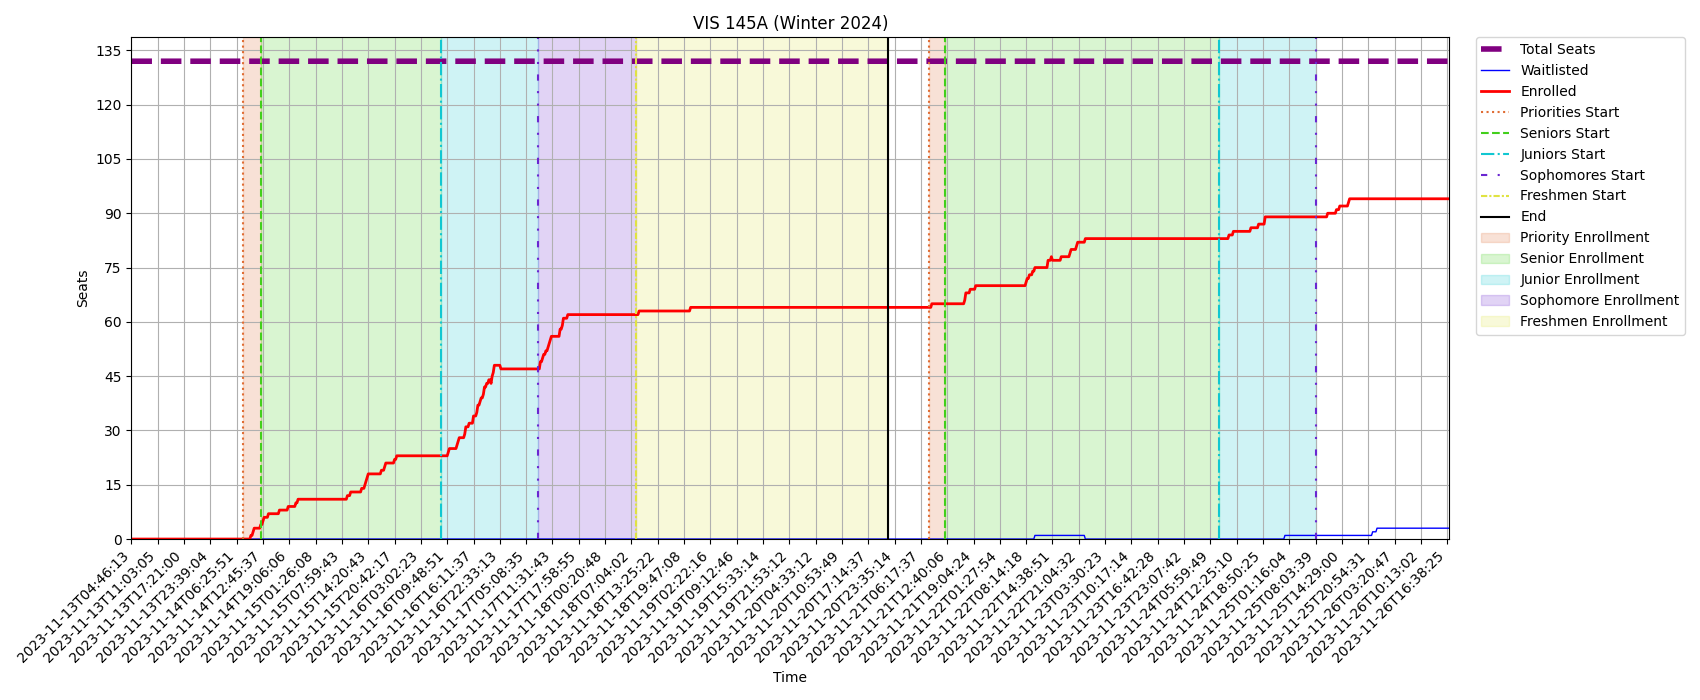 VIS 145A (Winter 2024)
135
120
105
90
75
60
45
30
15
0
Seats
Total Seats
Waitlisted
Enrolled
Priorities Start
Seniors Start
Juniors Start
Sophomores Start
Freshmen Start
End
Priority Enrollment
Senior Enrollment
Junior Enrollment
Sophomore Enrollment
Freshmen Enrollment
2023-11-13T04:46:13
2023-11-13T11:03:05
2023-11-13T17:21:00
2023-11-13T23:39:04
2023-11-14T06:25:51
2023-11-14T12:45:37
2023-11-14T19:06:06
2023-11-15T01:26:08
2023-11-15T07:59:43
2023-11-15T14:20:43
2023-11-15T20:42:17
2023-11-16T03:02:23
2023-11-16T09:48:51
2023-11-16T16:11:37
2023-11-16T22:33:13
2023-11-17T05:08:35
2023-11-17T11:31:43
2023-11-17T17:58:55
2023-11-18T00:20:48
2023-11-18T07:04:02
2023-11-18T13:25:22
2023-11-18T19:47:08
2023-11-19T02:22:16
2023-11-19T09:12:46
2023-11-19T15:33:14
2023-11-19T21:53:12
2023-11-20T04:33:12
2023-11-20T10:53:49
2023-11-20T17:14:37
2023-11-20T23:35:14
2023-11-21T06:17:37
2023-11-21T12:40:06
2023-11-21T19:04:24
2023-11-22T01:27:54
2023-11-22T08:14:18
2023-11-22T14:38:51
2023-11-22T21:04:32
2023-11-23T03:30:23
2023-11-23T10:17:14
2023-11-23T16:42:28
2023-11-23T23:07:42
2023-11-24T05:59:49
2023-11-24T12:25:10
2023-11-24T18:50:25
2023-11-25T01:16:04
2023-11-25T08:03:39
2023-11-25T14:29:00
2023-11-25T20:54:31
2023-11-26T03:20:47
2023-11-26T10:13:02
2023-11-26T16:38:25
Time